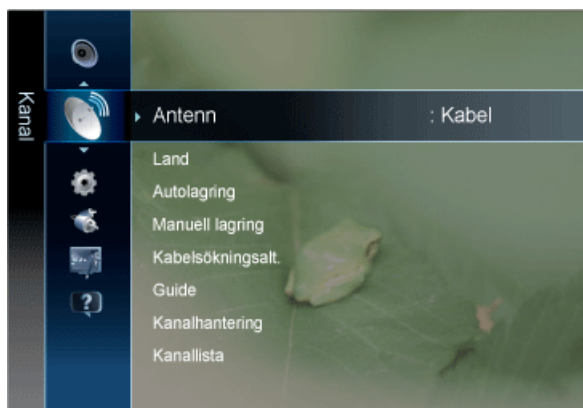 Kanal
Antenn : Kabel
Land
Autolagring
Manuell lagring
Kabelsökningsalt.
Guide
Kanalhantering
Kanallista
?